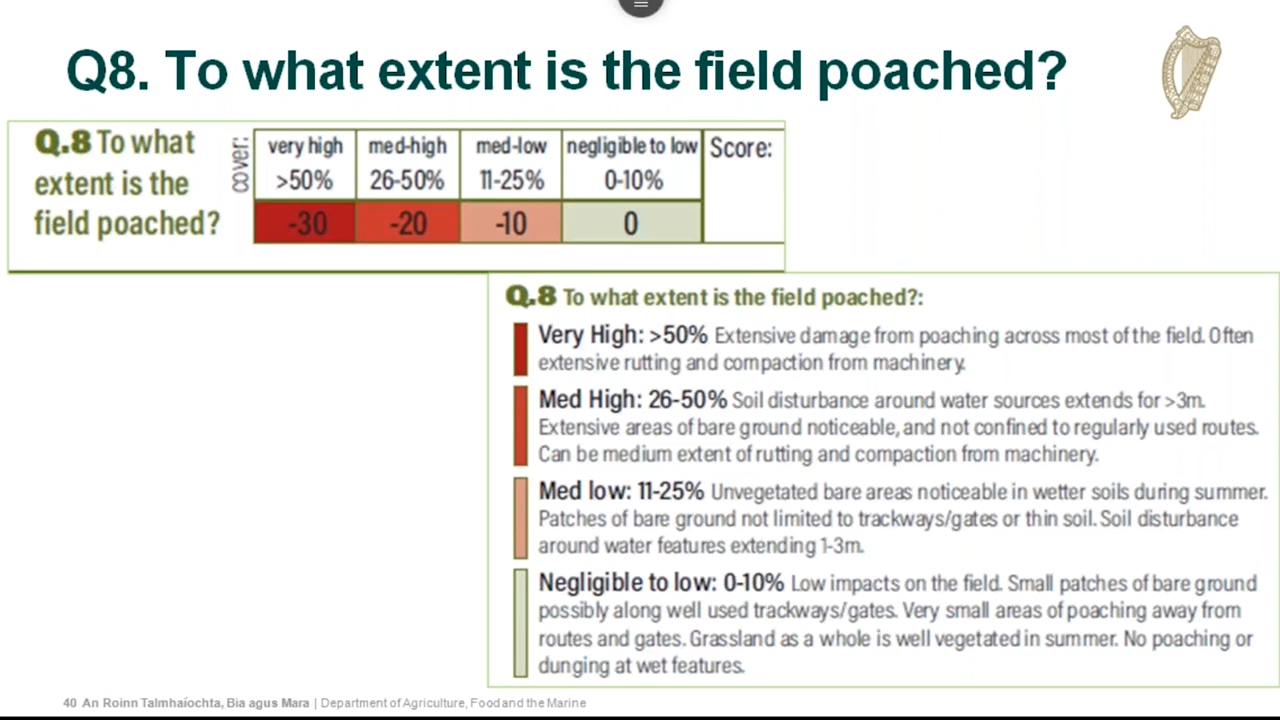 Q8. To what extent is the field poached?
Q.8 To what
extent is the
field poached?
cover:
very high med-high med-low negligible to low Score:
>50% 26-50% 11-25% 0-10%
-30 -20 -10 0
Q.8 To what extent is the field poached?:
Very High: >50% Extensive damage from poaching across most of the field. Often
extensive rutting and compaction from machinery.
Med High: 26-50% Soil disturbance around water sources extends for >3m.
Extensive areas of bare ground noticeable, and not confined to regularly used routes.
Can be medium extent of rutting and compaction from machinery.
Med low: 11-25% Unvegetated bare areas noticeable in wetter soils during summer.
Patches of bare ground not limited to trackways/gates or thin soil. Soil disturbance
around water features extending 1-3m.
Negligible to low: 0-10% Low impacts on the field. Small patches of bare ground
possibly along well used trackways/gates. Very small areas of poaching away from
routes and gates. Grassland as a whole is well vegetated in summer. No poaching or
dunging at wet features.
40 An Roinn Talmhaíochta, Bia agus Mara | Department of Agriculture, Food and the Marine